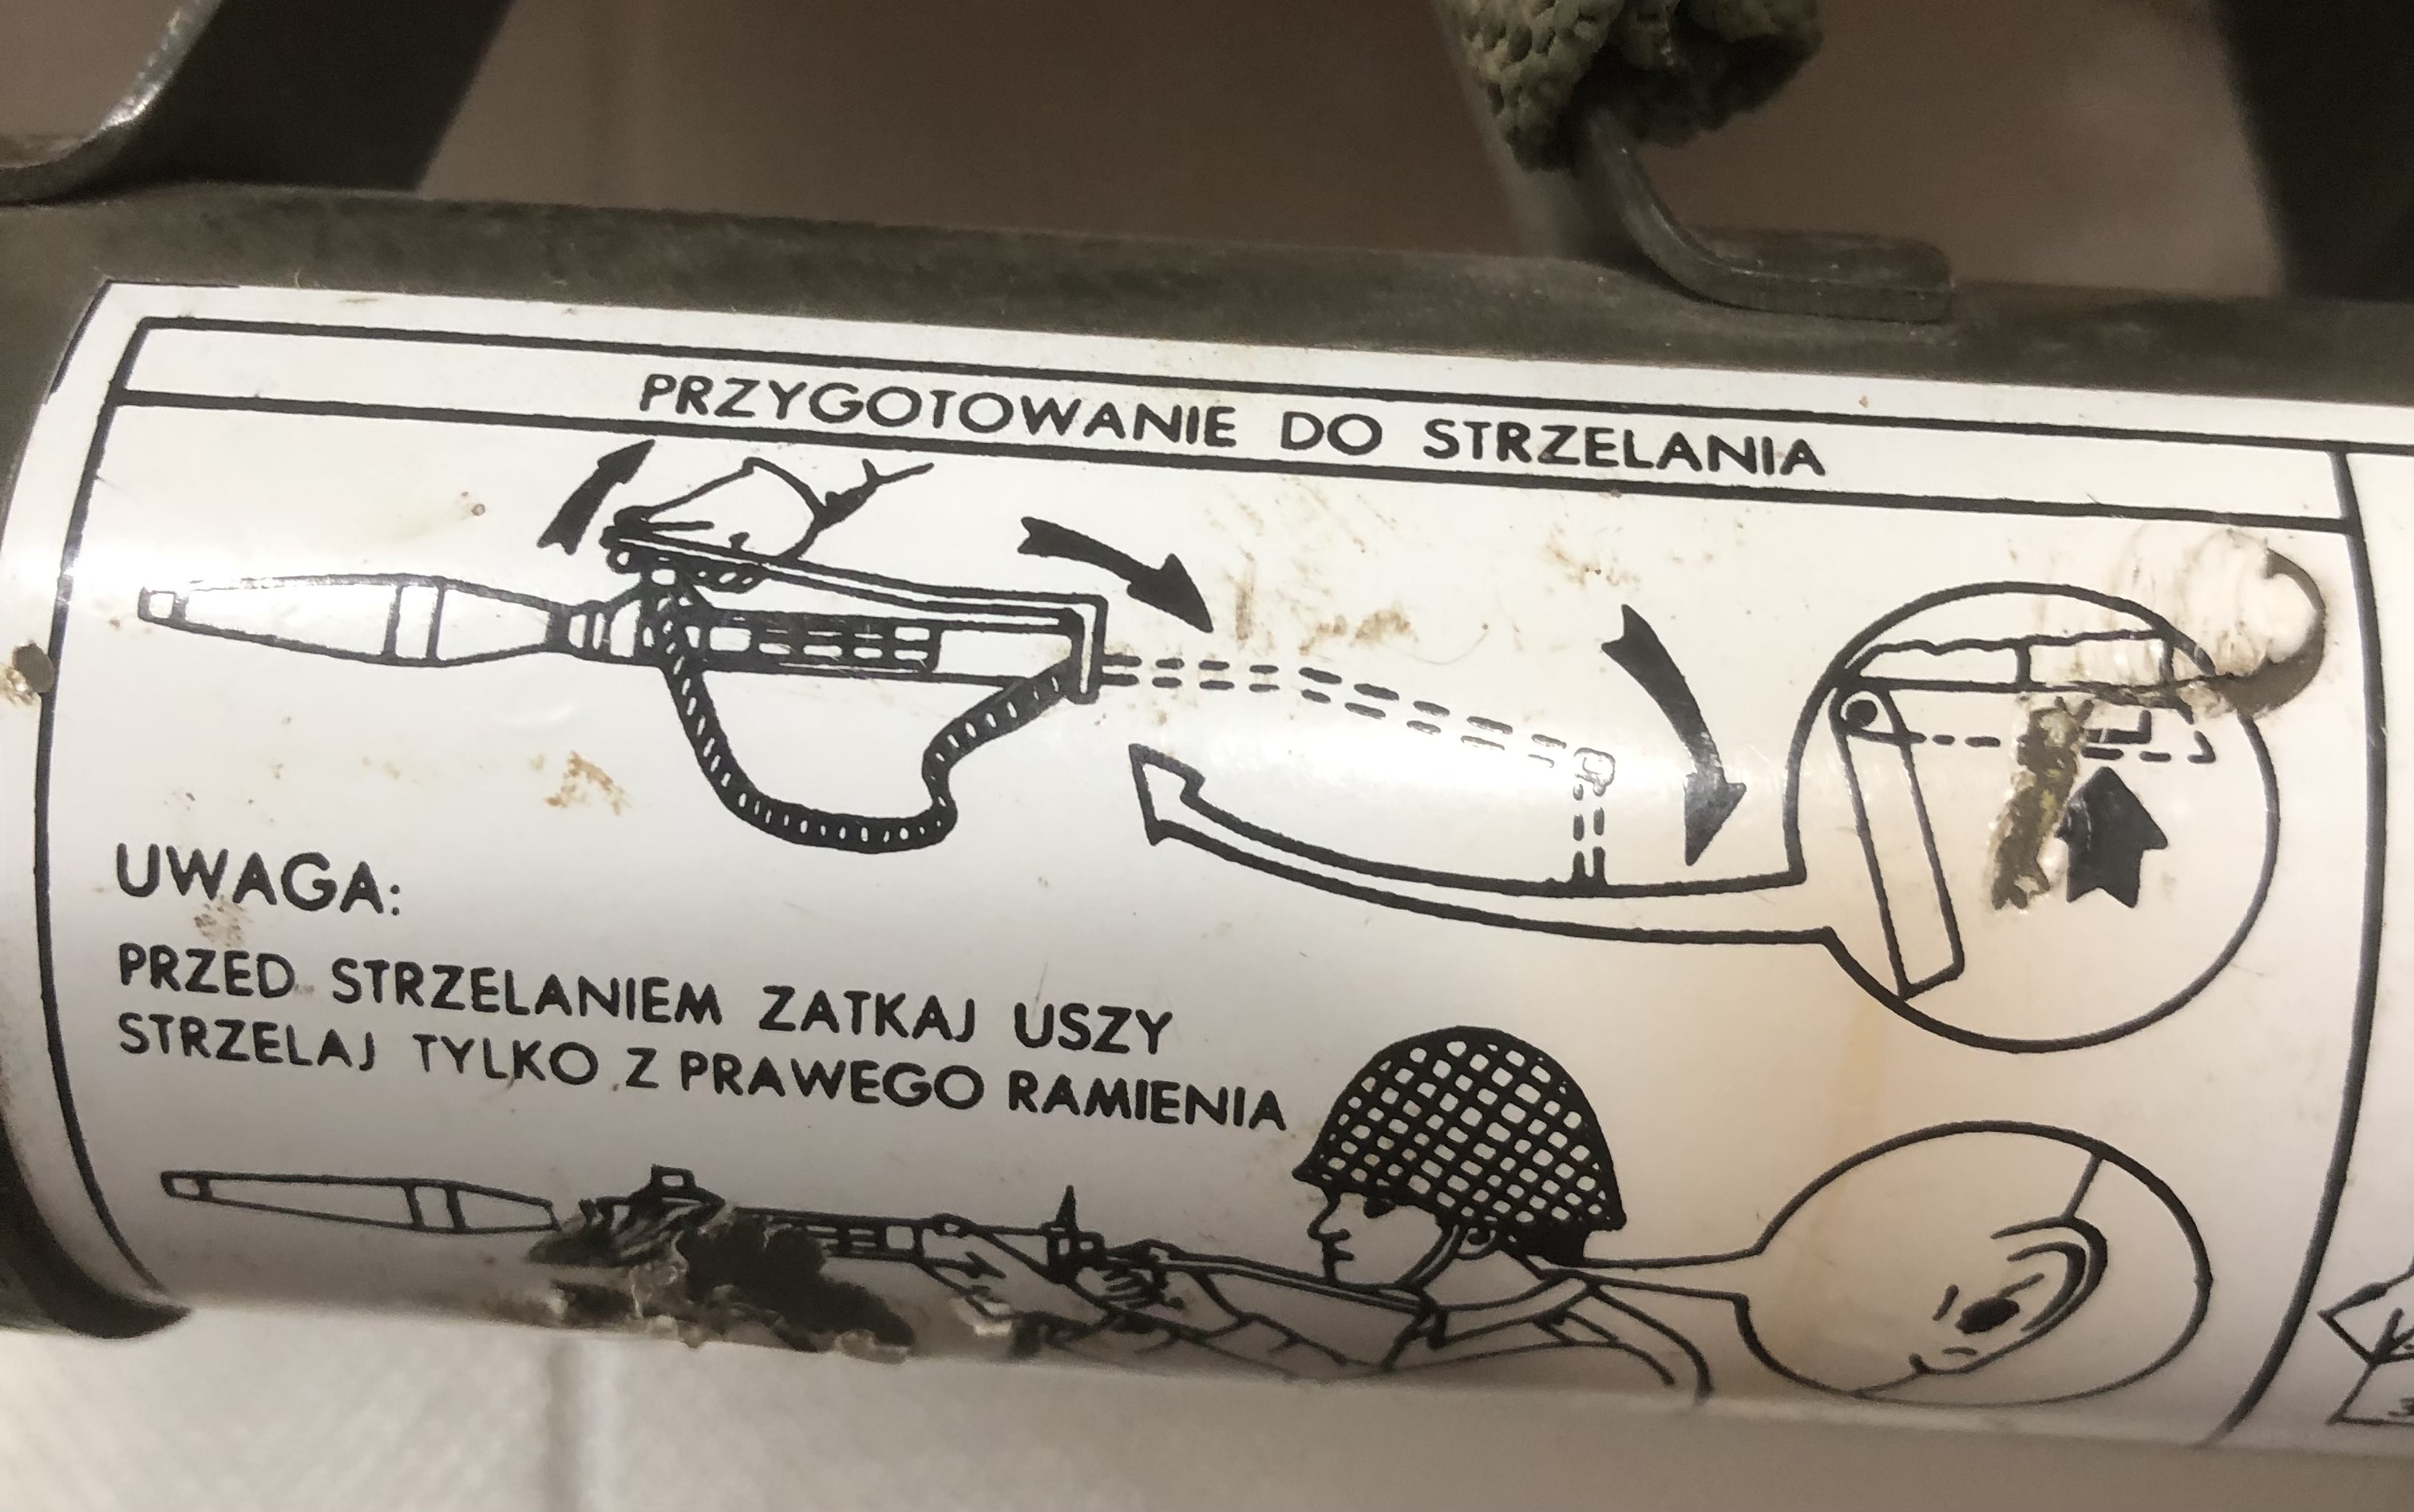 PRZYGOTOWANIE DO STRZELANIA
UWAGA:
PRZED STRZELANIEM ZATKAJ USZY
STRZELAJ TYLKO Z PRAWEGO RAMIENIA